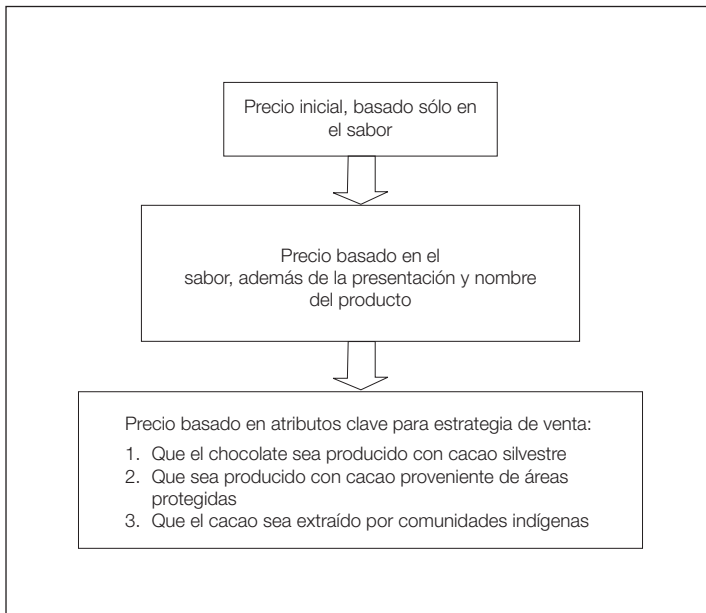 Precio inicial, basado sólo en
el sabor
Precio basado en el
sabor, además de la presentación y nombre
del producto
Precio basado en atributos clave para estrategia de venta:
1. Que el chocolate sea producido con cacao silvestre
2. Que sea producido con cacao proveniente de áreas
protegidas
3. Que el cacao sea extraído por comunidades indígenas